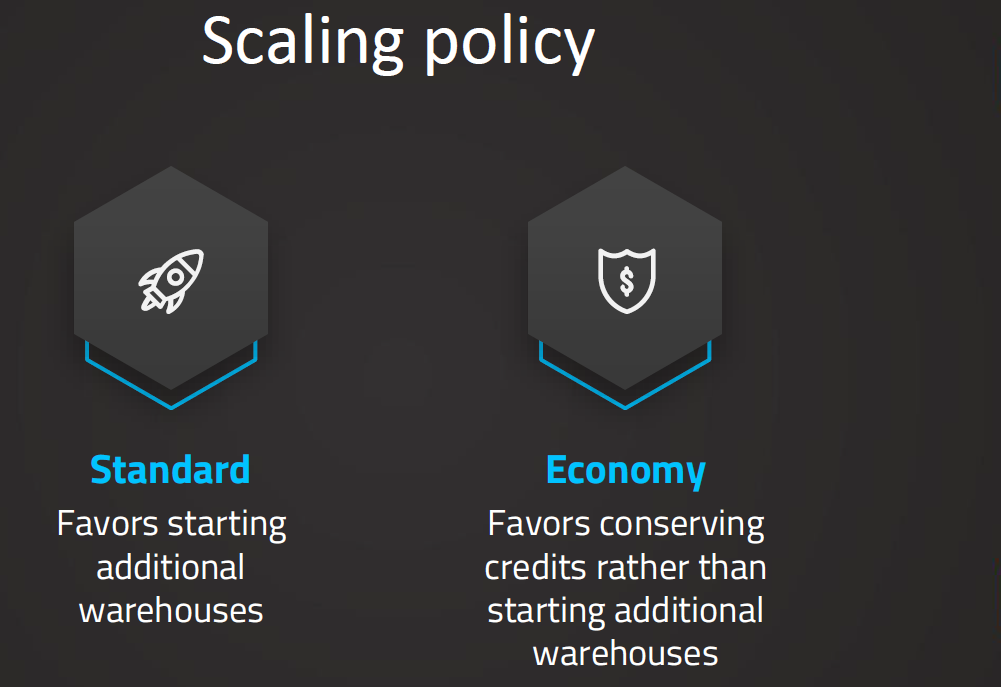 Scaling policy
$
$
Standard
Favors starting
additional
warehouses
Economy
Favors conserving
credits rather than
starting additional
warehouses